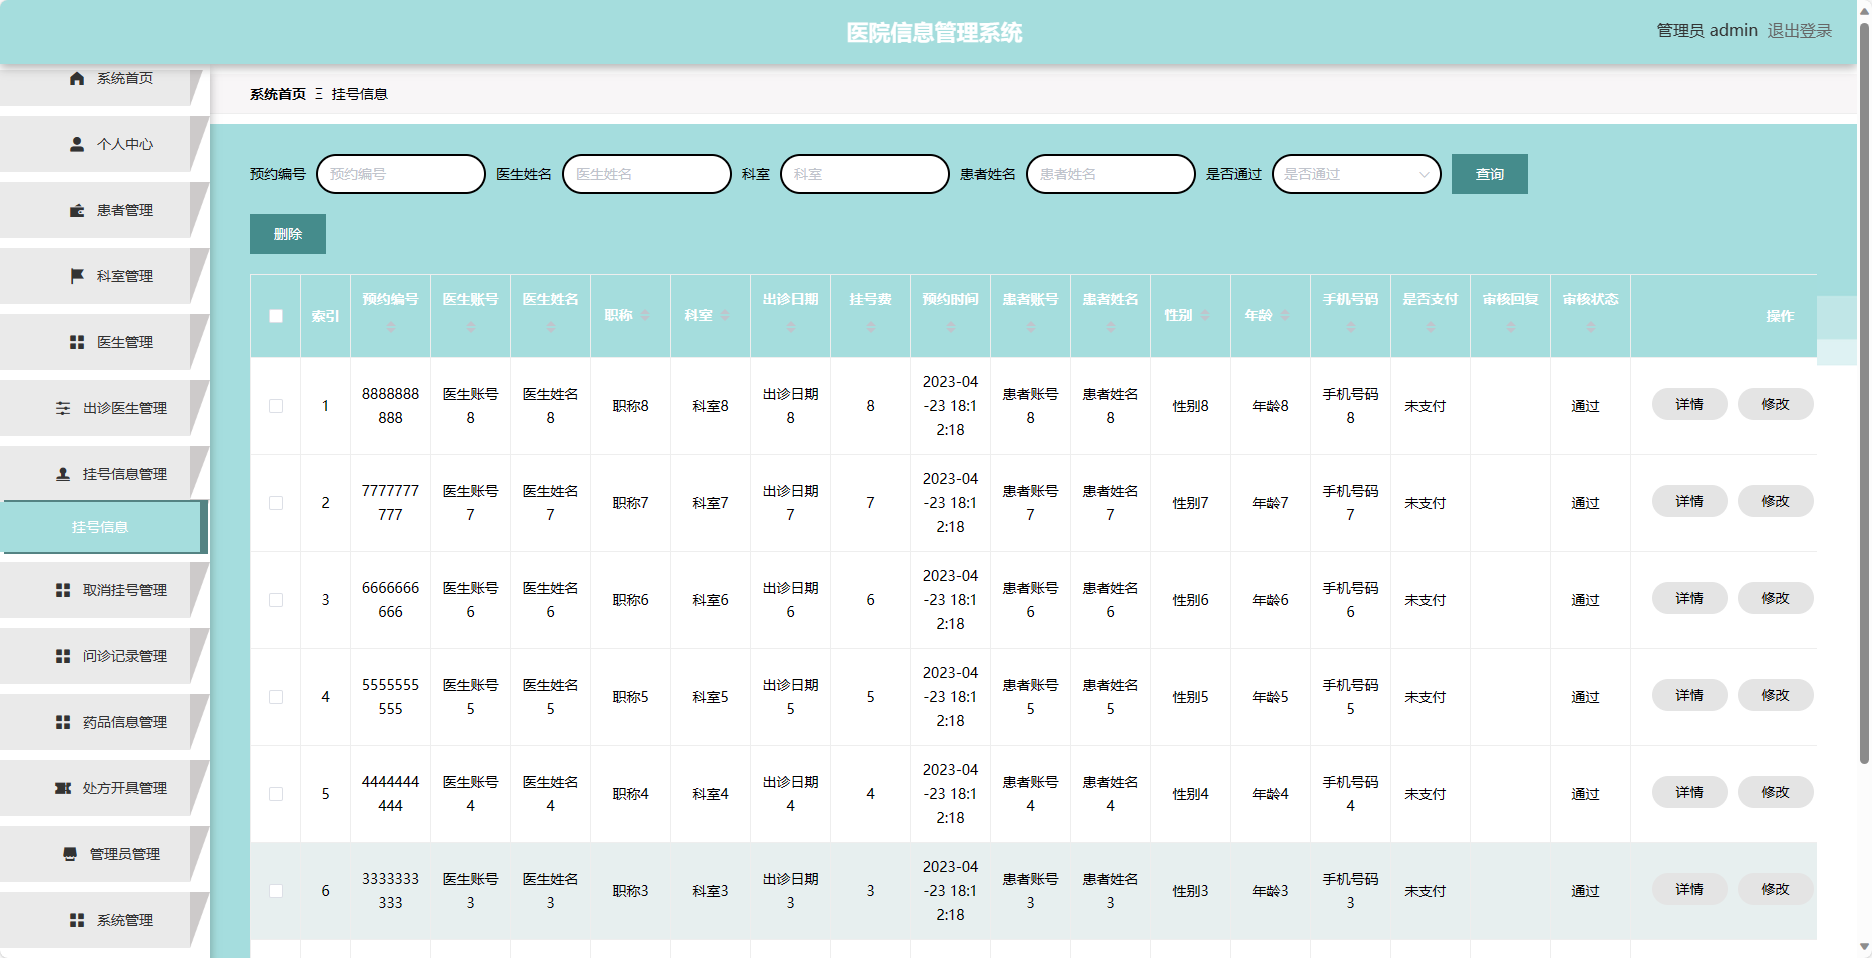 医院信息管理系统
管理员 admin 退出登录
系统首页
个人中心
患者管理
科室管理
医生管理
出诊医生管理
挂号信息管理
挂号信息
取消挂号管理
问诊记录管理
药品信息管理
处方开具管理
管理员管理
系统管理
系统首页 Ξ 挂号信息
预约编号 预约编号 医生姓名 医生姓名 科室 科室 患者姓名 患者姓名 是否通过 是否通过 查询
删除
索引 预约编号 医生账号 医生姓名 职称 科室 出诊日期 挂号费 预约时间 患者账号 患者姓名 性别 年龄 手机号码 是否支付 审核回复 审核状态 操作
1 8888888888 医生账号8 医生姓名8 职称8 科室8 出诊日期8 8 2023-04-23 18:12:18 患者账号8 患者姓名8 性别8 年龄8 手机号码8 未支付 通过 详情 修改
2 7777777777 医生账号7 医生姓名7 职称7 科室7 出诊日期7 7 2023-04-23 18:12:18 患者账号7 患者姓名7 性别7 年龄7 手机号码7 未支付 通过 详情 修改
3 6666666666 医生账号6 医生姓名6 职称6 科室6 出诊日期6 6 2023-04-23 18:12:18 患者账号6 患者姓名6 性别6 年龄6 手机号码6 未支付 通过 详情 修改
4 5555555555 医生账号5 医生姓名5 职称5 科室5 出诊日期5 5 2023-04-23 18:12:18 患者账号5 患者姓名5 性别5 年龄5 手机号码5 未支付 通过 详情 修改
5 4444444444 医生账号4 医生姓名4 职称4 科室4 出诊日期4 4 2023-04-23 18:12:18 患者账号4 患者姓名4 性别4 年龄4 手机号码4 未支付 通过 详情 修改
6 3333333333 医生账号3 医生姓名3 职称3 科室3 出诊日期3 3 2023-04-23 18:12:18 患者账号3 患者姓名3 性别3 年龄3 手机号码3 未支付 通过 详情 修改